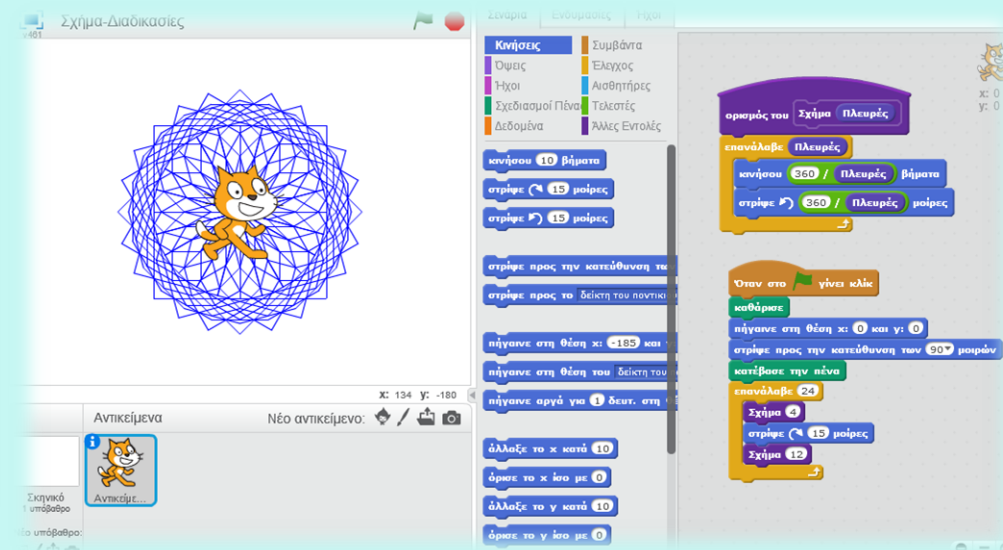 Σχήμα-Διαδικασίες
v461
Σενάρια Ενδυμασίες Ήχοι
Κινήσεις
Όψεις
Ήχοι
Σχεδιασμοί Πένα
Δεδομένα
Συμβάντα
Έλεγχος
Αισθητήρες
Τελεστές
Άλλες Εντολές
κινήσου 10 βήματα
στρίψε 15 μοίρες
στρίψε 15 μοίρες
στρίψε προς την κατεύθυνση τω
στρίψε προς το δείκτη του ποντικι
πήγαινε στη θέση x: -185 και
πήγαινε στη θέση του δείκτη του
πήγαινε αργά για 1 δευτ. στη
άλλαξε το x κατά 10
όρισε το x ίσο με 0
άλλαξε το y κατά 10
όρισε το y ίσο με 0
x: 0
y: 0
ορισμός του Σχήμα Πλευρές
επανάλαβε Πλευρές
κινήσου 360 / Πλευρές βήματα
στρίψε 360 / Πλευρές μοίρες
Όταν στο γίνει κλίκ
καθάρισε
πήγαινε στη θέση x: 0 και y: 0
στρίψε προς την κατεύθυνση των 90 μοιρών
κατέβασε την πένα
επανάλαβε 24
Σχήμα 4
στρίψε 15 μοίρες
Σχήμα 12
x: 134 y: -180
Αντικείμενα Νέο αντικείμενο:
Αντικείμε...
Σκηνικό
1 υπόβαθρο
Νέο υπόβαθρο: